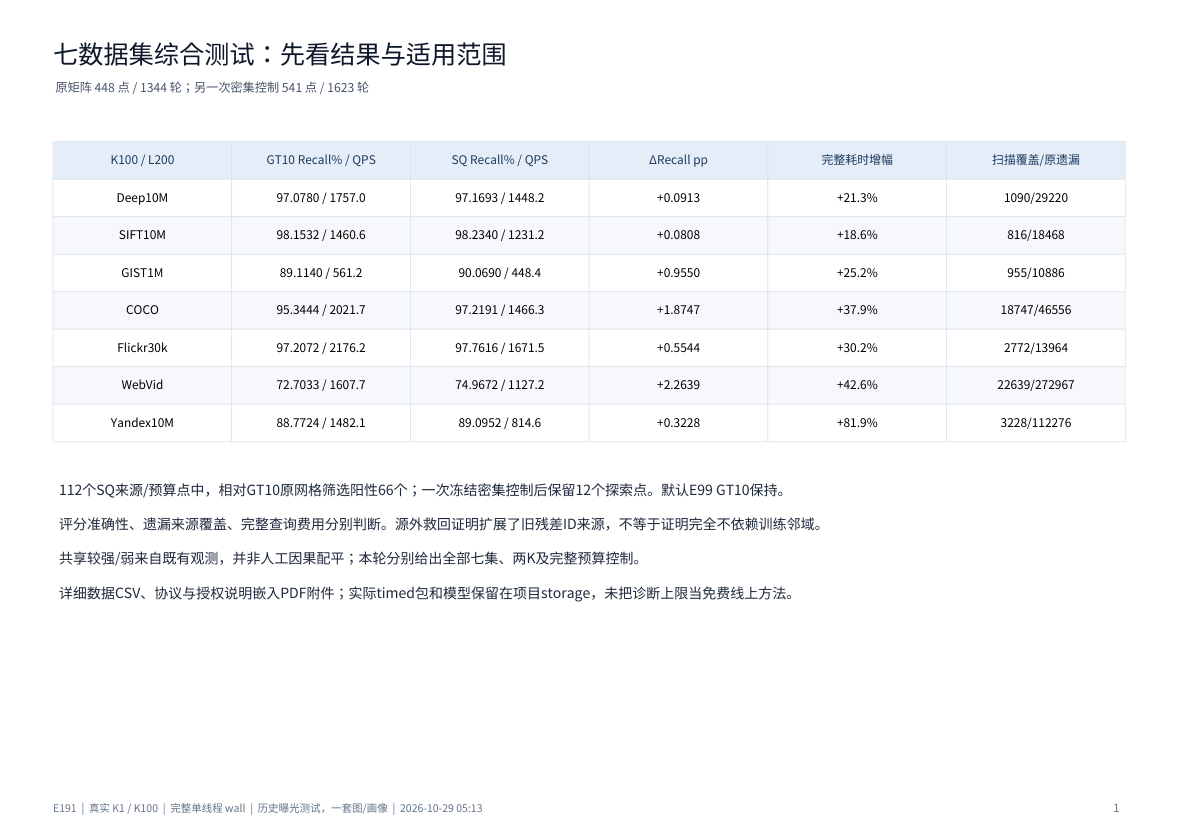 七数据集综合测试：先看结果与适用范围
原矩阵 448 点 / 1344 轮；另一次密集控制 541 点 / 1623 轮
K100 / L200 GT10 Recall% / QPS SQ Recall% / QPS ΔRecall pp 完整耗时增幅 扫描覆盖/原遗漏
Deep10M 97.0780 / 1757.0 97.1693 / 1448.2 +0.0913 +21.3% 1090/29220
SIFT10M 98.1532 / 1460.6 98.2340 / 1231.2 +0.0808 +18.6% 816/18468
GIST1M 89.1140 / 561.2 90.0690 / 448.4 +0.9550 +25.2% 955/10886
COCO 95.3444 / 2021.7 97.2191 / 1466.3 +1.8747 +37.9% 18747/46556
Flickr30k 97.2072 / 2176.2 97.7616 / 1671.5 +0.5544 +30.2% 2772/13964
WebVid 72.7033 / 1607.7 74.9672 / 1127.2 +2.2639 +42.6% 22639/272967
Yandex10M 88.7724 / 1482.1 89.0952 / 814.6 +0.3228 +81.9% 3228/112276
112个SQ来源/预算点中，相对GT10原网格筛选阳性66个；一次冻结密集控制后保留12个探索点。默认E99 GT10保持。
评分准确性、遗漏来源覆盖、完整查询费用分别判断。源外救回证明扩展了旧残差ID来源，不等于证明完全不依赖训练邻域。
共享较强/弱来自既有观测，并非人工因果配平；本轮分别给出全部七集、两K及完整预算控制。
详细数据CSV、协议与授权说明嵌入PDF附件；实际timed包和模型保留在项目storage，未把诊断上限当免费线上方法。
E191 | 真实 K1 / K100 | 完整单线程 wall | 历史曝光测试，一套图/画像 | 2026-10-29 05:13
1